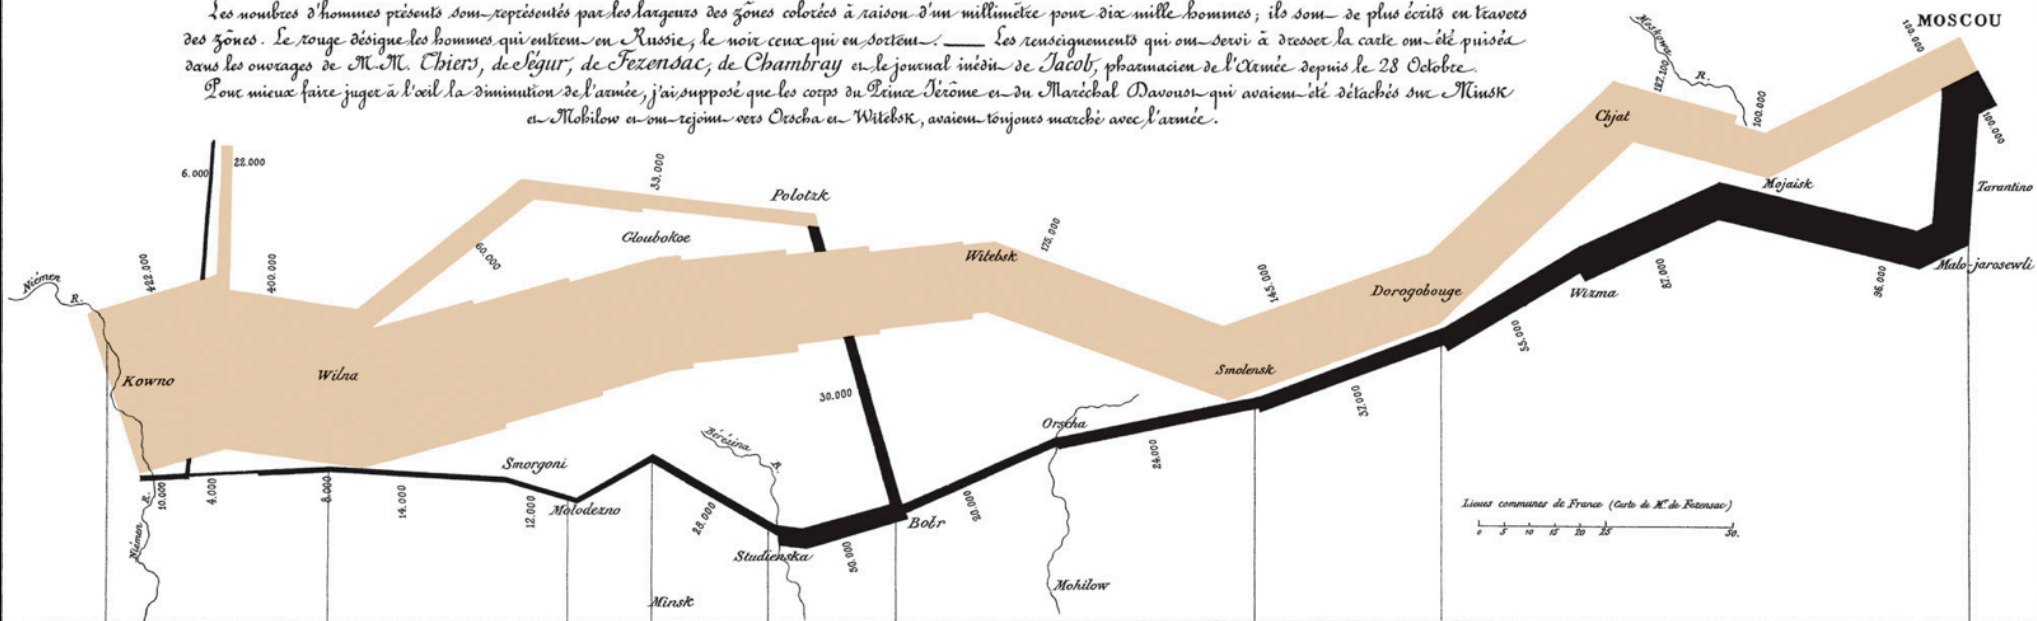 Les nombres d'hommes présents sont représentés par les largeurs des zônes colorées à raison d'un millimètre pour dix mille hommes; ils sont de plus écrits en travers
des zônes. Le rouge désigne les hommes qui entrent en Russie, le noir ceux qui en sortent. — Les renseignements qui ont servi à dresser la carte ont été puisés
dans les ouvrages de M.M. Thiers, de Ségur, de Fezensac, de Chambray et le journal inédit de Jacob, pharmacien de l'Armée depuis le 28 Octobre.
Pour mieux faire juger à l'œil la diminution de l'armée, j'ai supposé que les corps du Prince Jérôme et du Maréchal Davoust qui avaient été détachés sur Minsk
et Mohilow et ont rejoint vers Orscha et Witebsk, avaient toujours marché avec l'armée.
MOSCOU
100.000
Moskowa
R.
127.100
100.000
Chjat
100.000
Mojaisk
Tarantino
6.000
22.000
33.000
Polotzk
60.000
Gloubokoe
175.000
Witebsk
Niémen
R.
422.000
400.000
145.000
Dorogobouge
Wizma
87.000
96.000
Malo-jarosewli
55.000
Kowno
Wilna
Smolensk
30.000
37.000
Orscha
24.000
Bérézina
R.
Smorgoni
10.000
4.000
8.000
14.000
12.000
Molodezno
28.000
20.000
Bobr
Niémen
R.
Studienska
50.000
Minsk
Mohilow
Lieues communes de France (Carte de M. de Fezensac)
0 5 10 15 20 25 50.